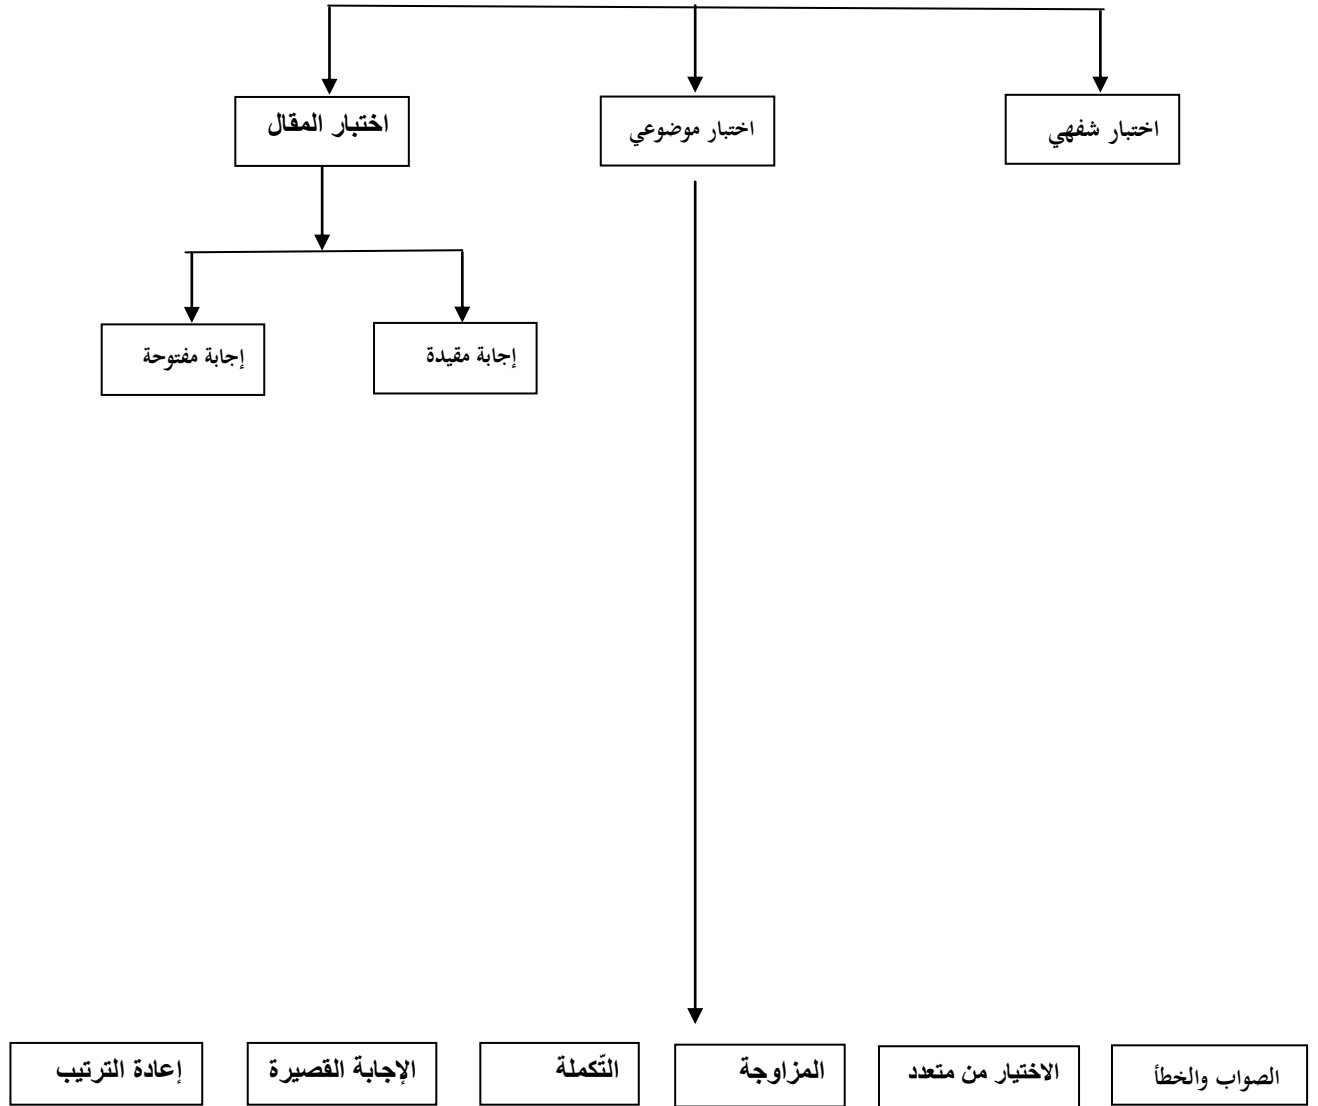 اختبار شفهي
اختبار موضوعي
اختبار المقال
إجابة مقيدة
إجابة مفتوحة
الصواب والخطأ
الاختيار من متعدد
المزاوجة
التّكملة
الإجابة القصيرة
إعادة الترتيب